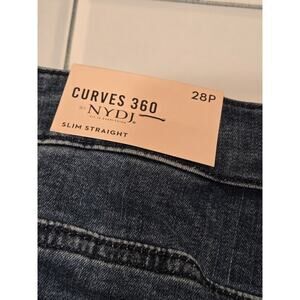 CURVES 360
28P
BY NYDJ
SLIM STRAIGHT